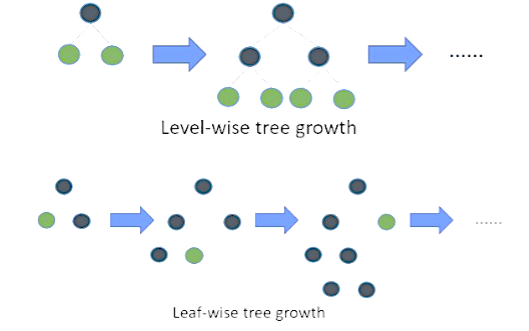 ......
Level-wise tree growth
......
Leaf-wise tree growth